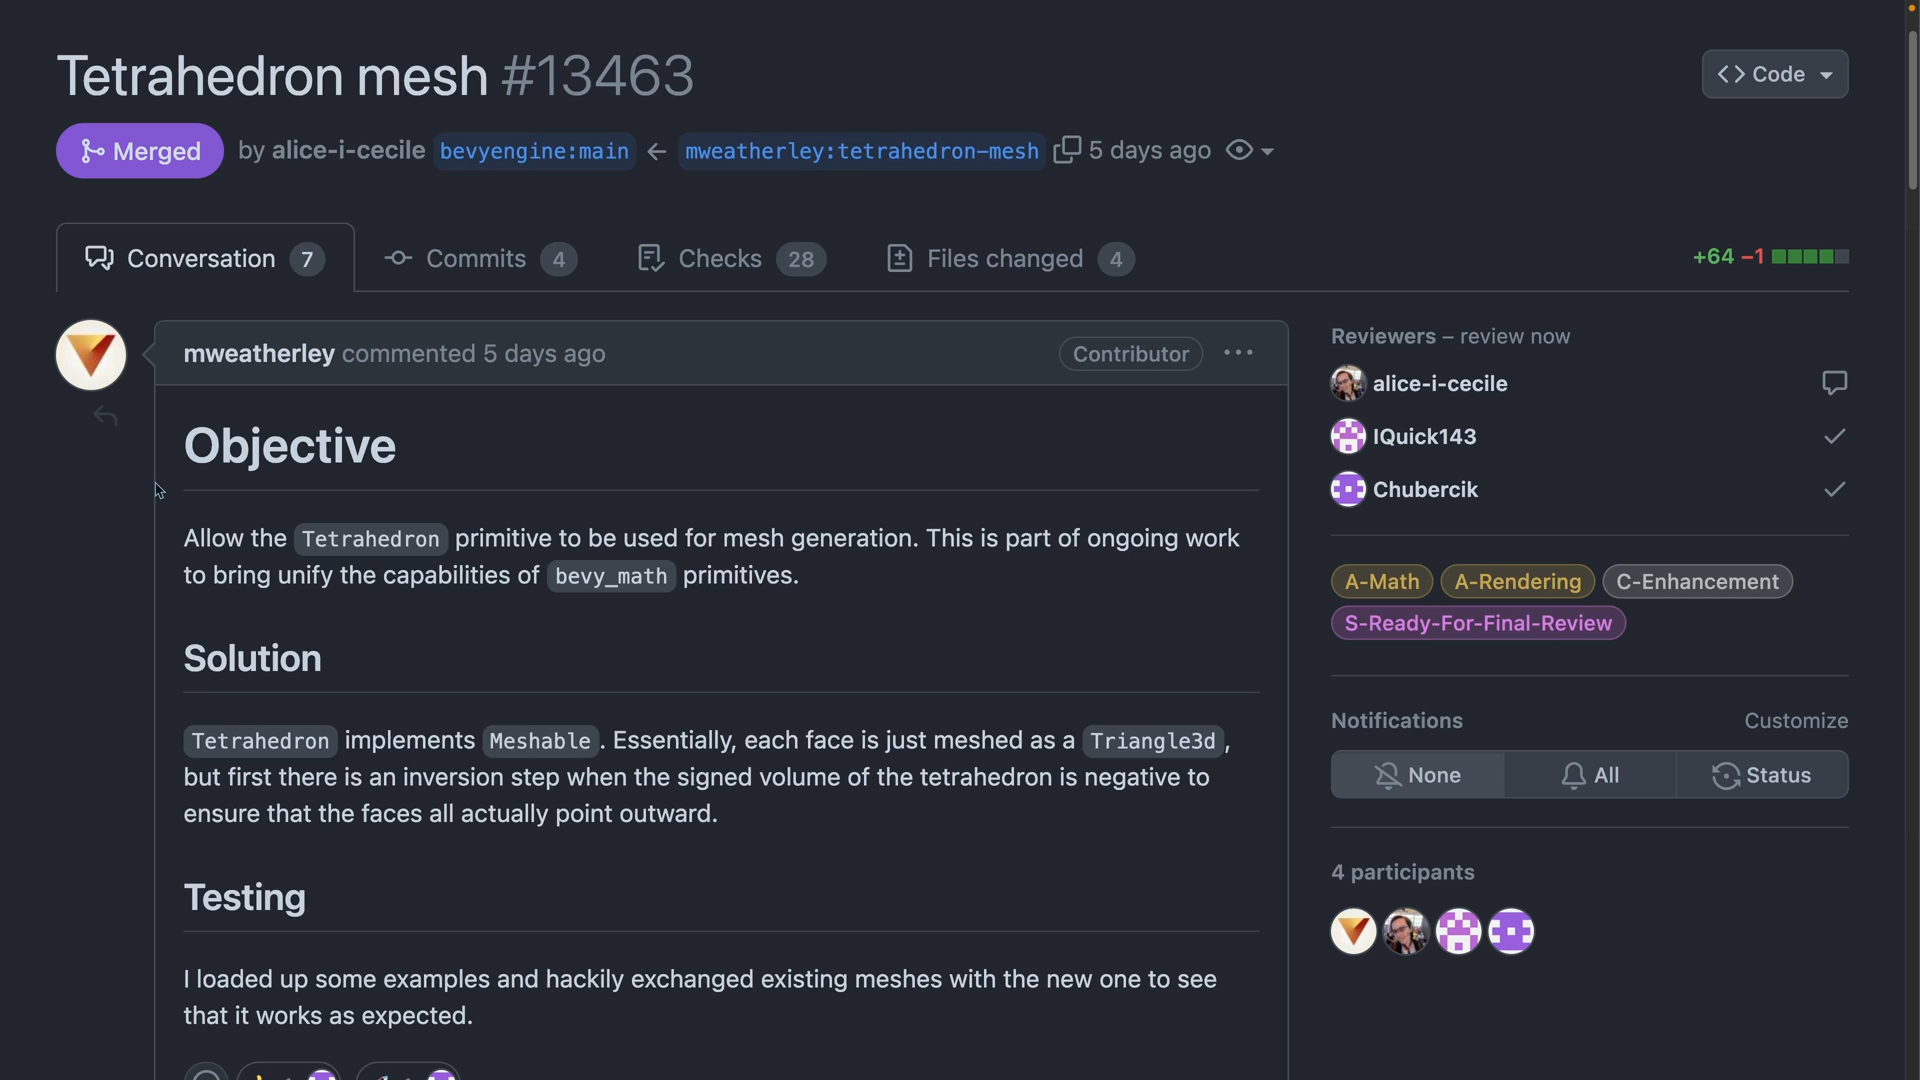 Tetrahedron mesh #13463
Code
Merged by alice-i-cecile bevyengine:main ← mweatherley:tetrahedron-mesh 5 days ago
Conversation 7 Commits 4 Checks 28 Files changed 4
+64 −1
mweatherley commented 5 days ago
Contributor
Objective
Allow the Tetrahedron primitive to be used for mesh generation. This is part of ongoing work
to bring unify the capabilities of bevy_math primitives.
Solution
Tetrahedron implements Meshable. Essentially, each face is just meshed as a Triangle3d,
but first there is an inversion step when the signed volume of the tetrahedron is negative to
ensure that the faces all actually point outward.
Testing
I loaded up some examples and hackily exchanged existing meshes with the new one to see
that it works as expected.
Reviewers – review now
alice-i-cecile
IQuick143
Chubercik
A-Math A-Rendering C-Enhancement
S-Ready-For-Final-Review
Notifications Customize
None All Status
4 participants